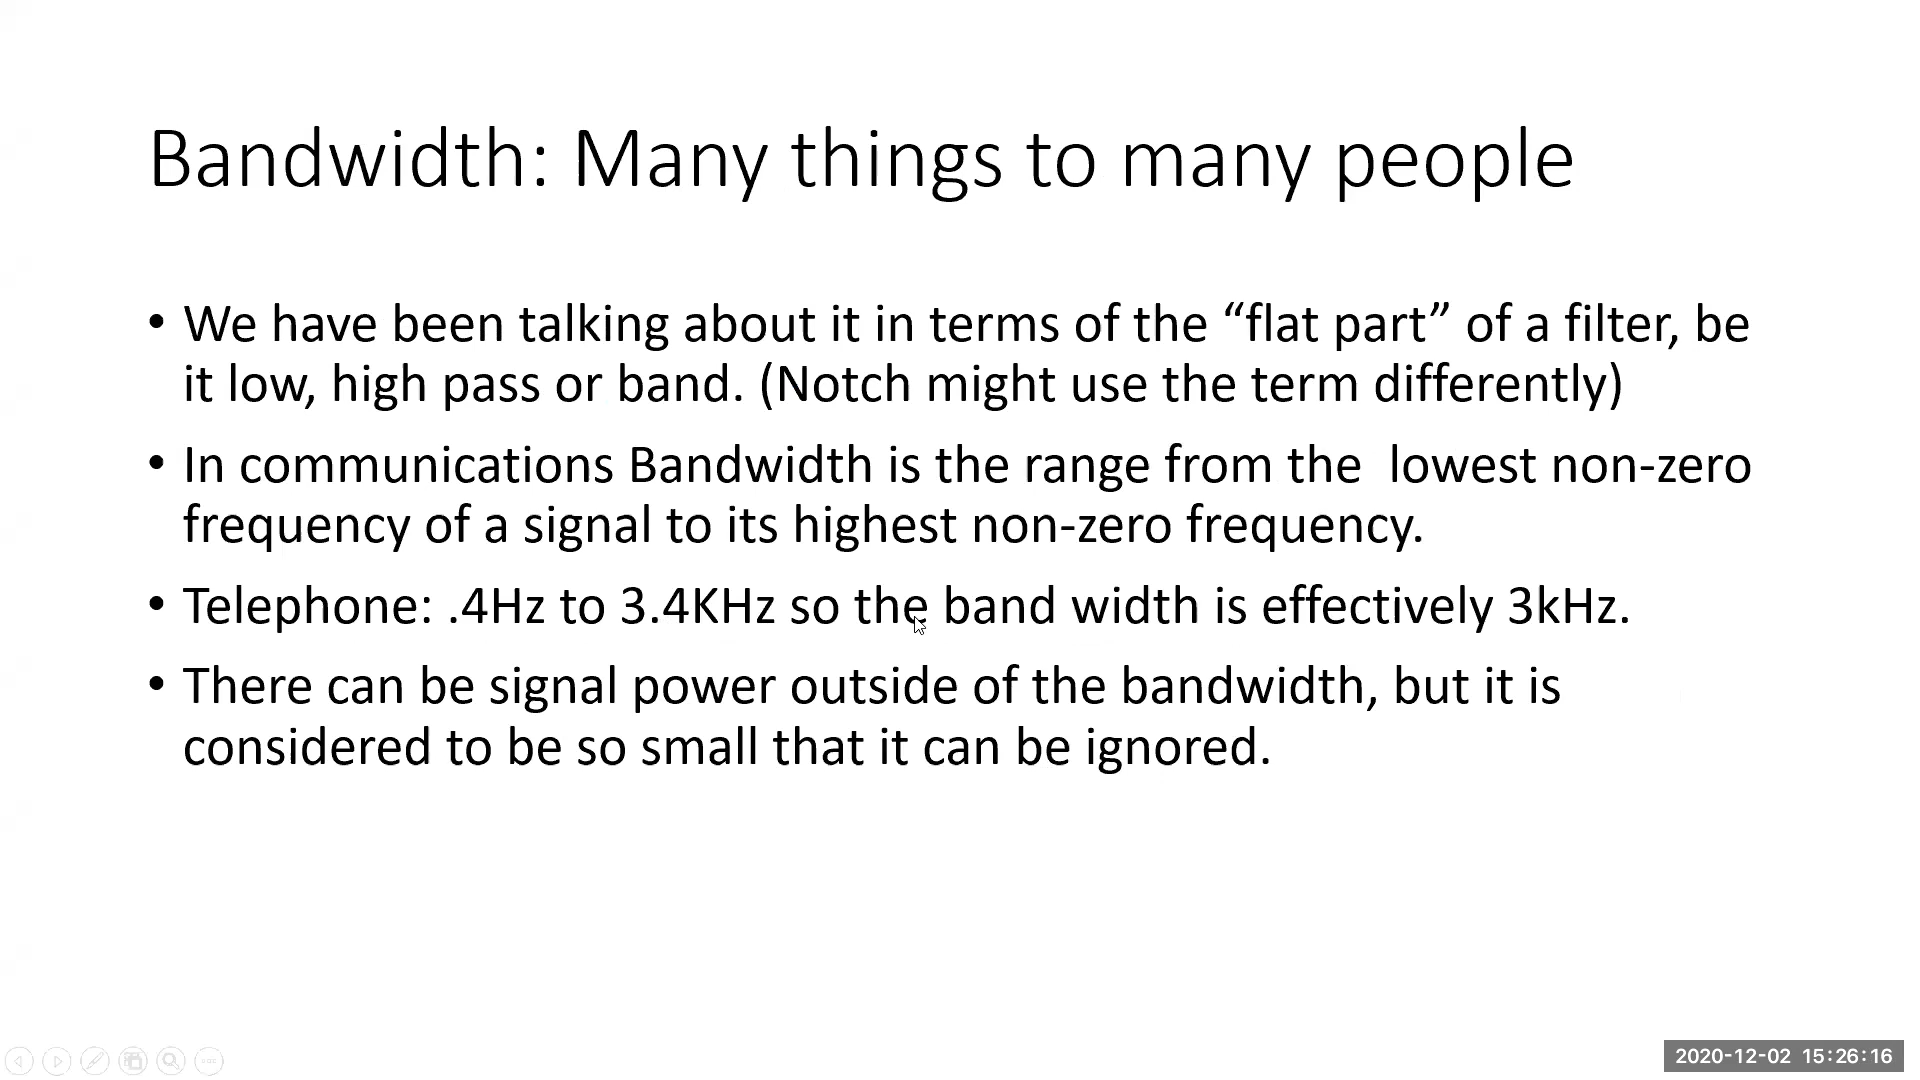 Bandwidth: Many things to many people
• We have been talking about it in terms of the “flat part” of a filter, be
it low, high pass or band. (Notch might use the term differently)
• In communications Bandwidth is the range from the  lowest non-zero
frequency of a signal to its highest non-zero frequency.
• Telephone: .4Hz to 3.4KHz so the band width is effectively 3kHz.
• There can be signal power outside of the bandwidth, but it is
considered to be so small that it can be ignored.
2020-12-02 15:26:16